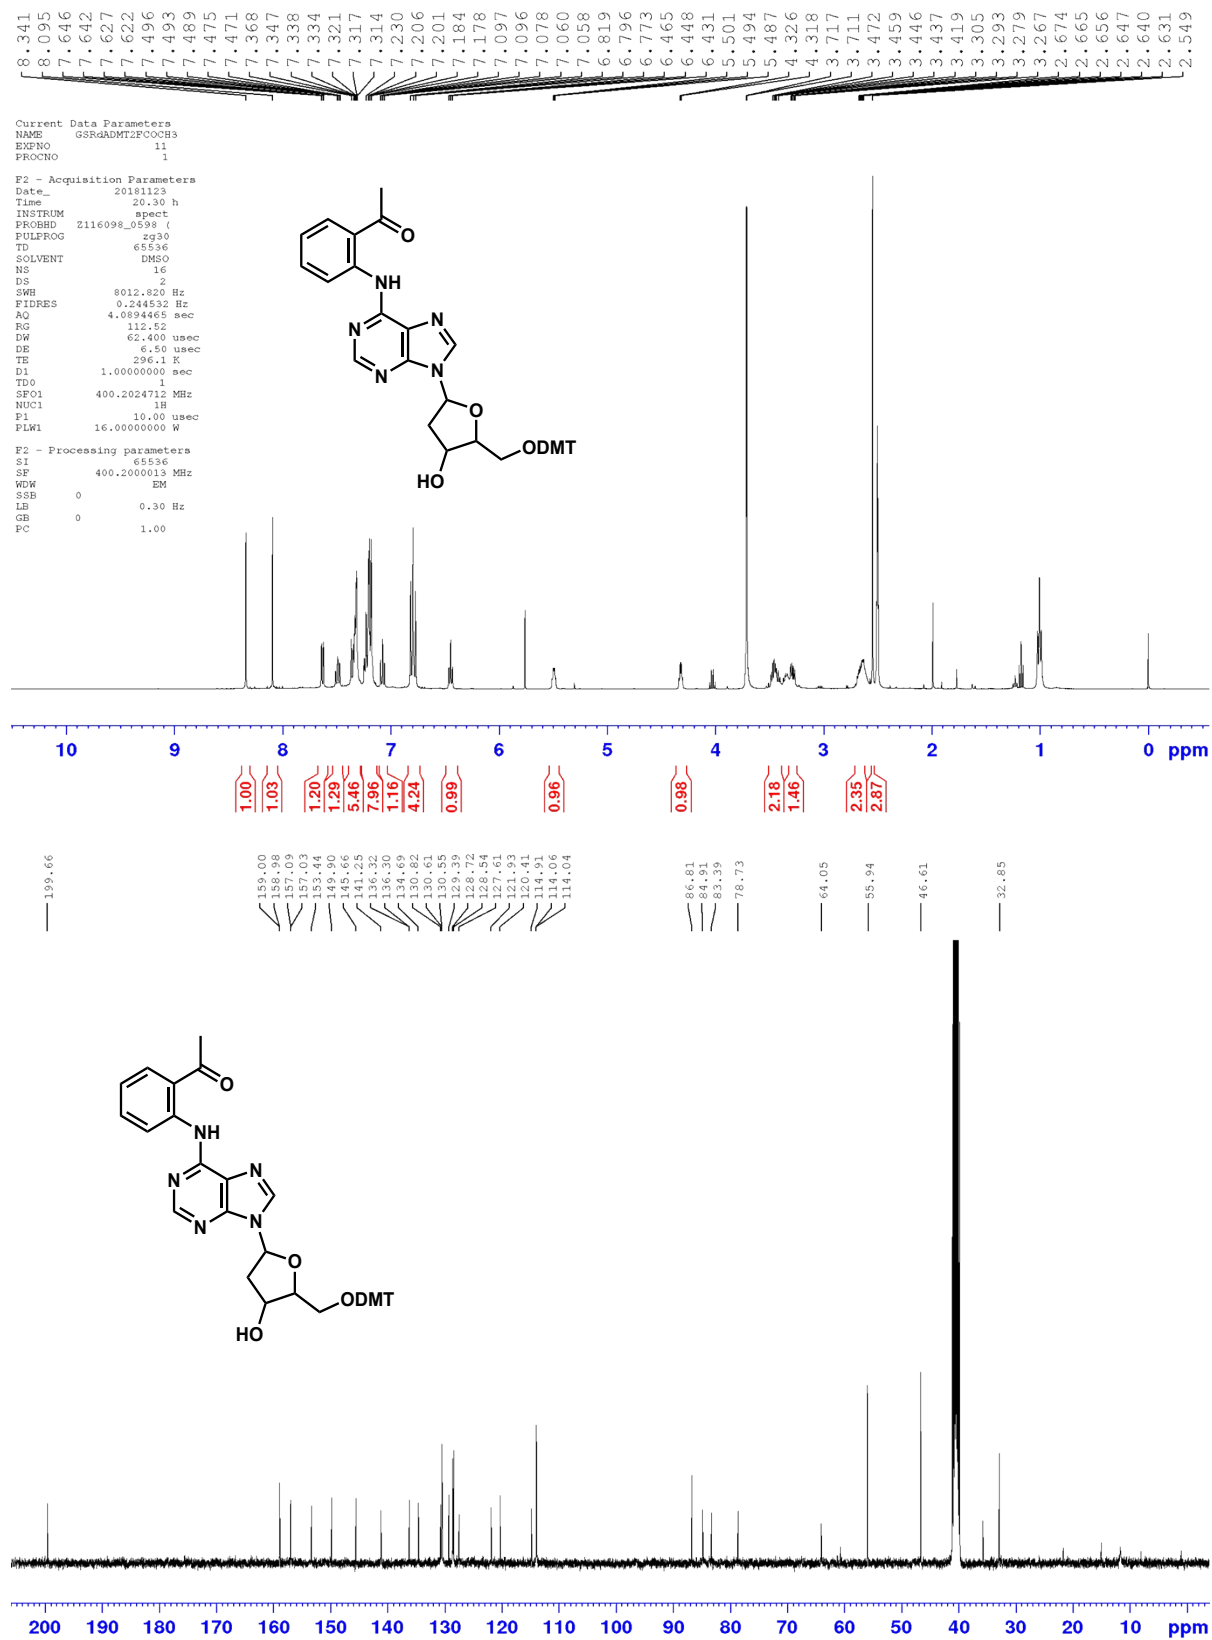 8.341
8.095
7.646
7.642
7.627
7.622
7.496
7.493
7.489
7.475
7.471
7.368
7.347
7.338
7.334
7.321
7.317
7.314
7.230
7.206
7.201
7.184
7.178
7.097
7.096
7.078
7.060
7.058
6.819
6.796
6.773
6.465
6.448
6.431
5.501
5.494
5.487
4.326
4.318
3.717
3.711
3.472
3.459
3.446
3.437
3.419
3.305
3.293
3.279
3.267
2.674
2.665
2.656
2.647
2.640
2.631
2.549
Current Data Parameters
NAME GSRdADMT2FCOCH3
EXPNO 11
PROCNO 1
F2 - Acquisition Parameters
Date_ 20181123
Time 20.30 h
INSTRUM spect
PROBHD Z116098_0598 (
PULPROG zg30
TD 65536
SOLVENT DMSO
NS 16
DS 2
SWH 8012.820 Hz
FIDRES 0.244532 Hz
AQ 4.0894465 sec
RG 112.52
DW 62.400 usec
DE 6.50 usec
TE 296.1 K
D1 1.00000000 sec
TD0 1
SFO1 400.2024712 MHz
NUC1 1H
P1 10.00 usec
PLW1 16.00000000 W
F2 - Processing parameters
SI 65536
SF 400.2000013 MHz
WDW EM
SSB 0
LB 0.30 Hz
GB 0
PC 1.00
O
NH
N
N
N
N
O
ODMT
HO
10 9 8 7 6 5 4 3 2 1 0 ppm
1.00
1.03
1.20
1.29
5.46
7.96
1.16
4.24
0.99
0.96
0.98
2.18
1.46
2.35
2.87
199.66
159.00
158.98
157.09
157.03
153.44
149.90
145.66
141.25
136.32
136.30
134.69
130.82
130.61
130.55
129.39
128.72
128.54
127.61
121.93
120.41
114.91
114.06
114.04
86.81
84.91
83.39
78.73
64.05
55.94
46.61
32.85
O
NH
N
N
N
N
O
ODMT
HO
200 190 180 170 160 150 140 130 120 110 100 90 80 70 60 50 40 30 20 10 ppm